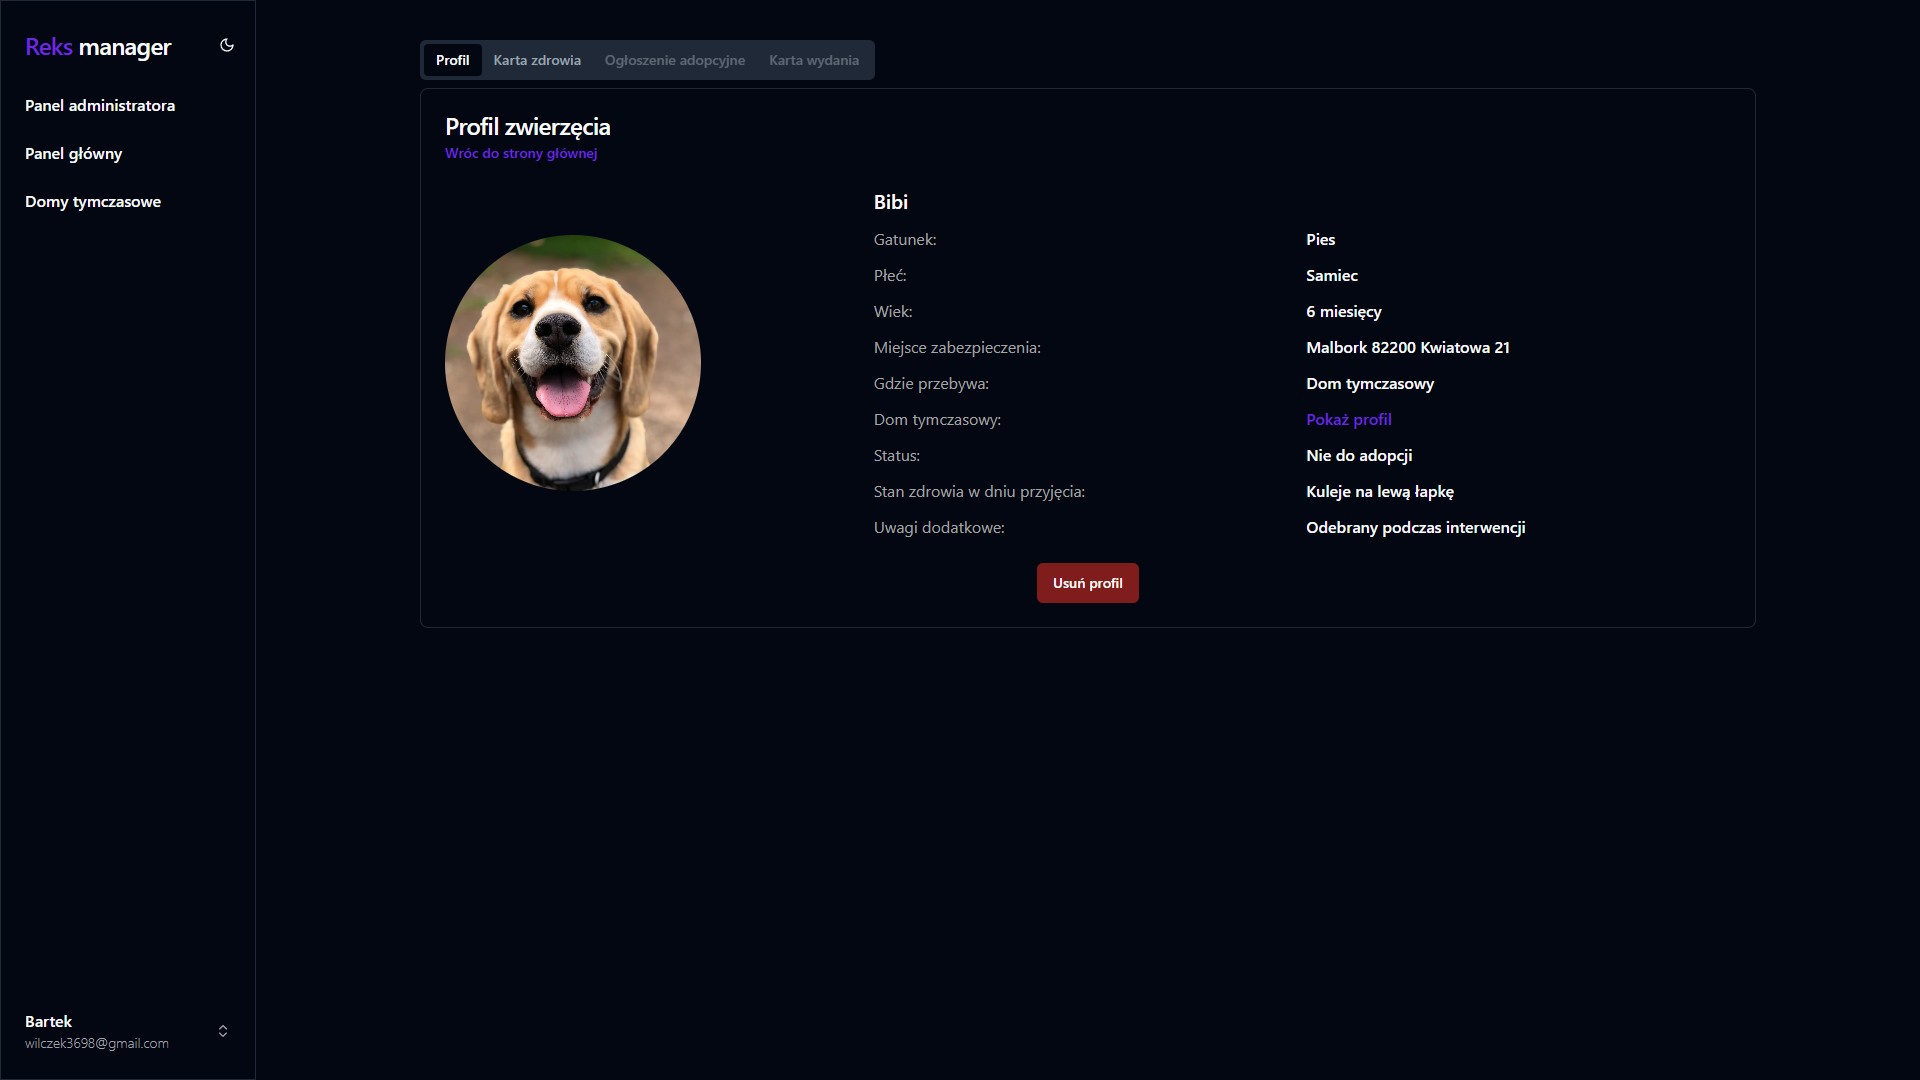 Reks manager
Panel administratora
Panel główny
Domy tymczasowe
Bartek
wilczek3698@gmail.com
Profil Karta zdrowia Ogłoszenie adopcyjne Karta wydania
Profil zwierzęcia
Wróc do strony głównej
Bibi
Gatunek: Pies
Płeć: Samiec
Wiek: 6 miesięcy
Miejsce zabezpieczenia: Malbork 82200 Kwiatowa 21
Gdzie przebywa: Dom tymczasowy
Dom tymczasowy: Pokaż profil
Status: Nie do adopcji
Stan zdrowia w dniu przyjęcia: Kuleje na lewą łapkę
Uwagi dodatkowe: Odebrany podczas interwencji
Usuń profil